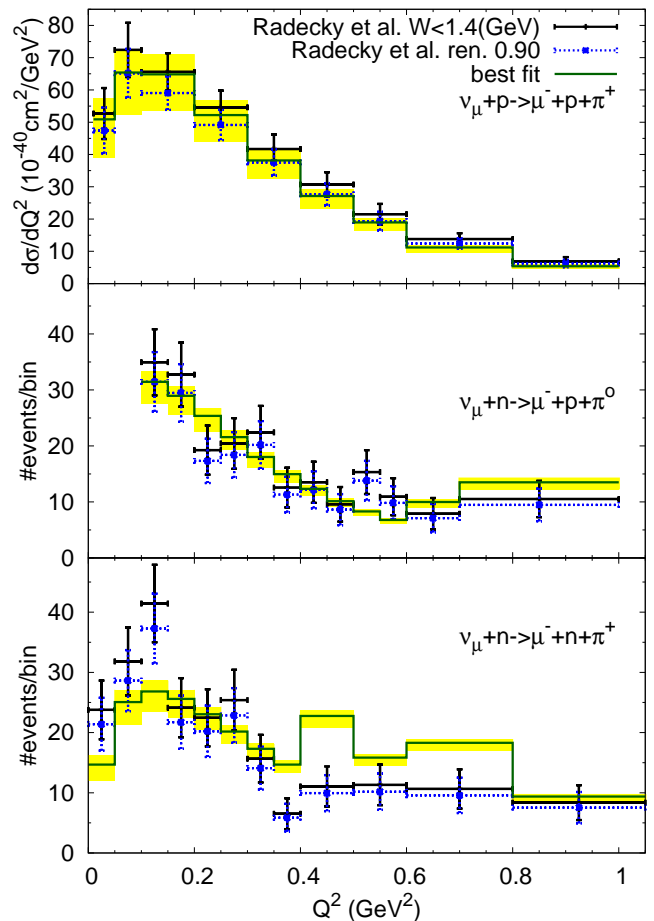 Radecky et al. W<1.4(GeV)
Radecky et al. ren. 0.90
best fit
νμ+p->μ⁻+p+π⁺
80
70
60
50
40
30
20
10
0
dσ/dQ² (10⁻⁴⁰cm²/GeV²)
νμ+n->μ⁻+p+πᵒ
40
30
20
10
0
#events/bin
νμ+n->μ⁻+n+π⁺
40
30
20
10
0
#events/bin
0 0.2 0.4 0.6 0.8 1
Q² (GeV²)